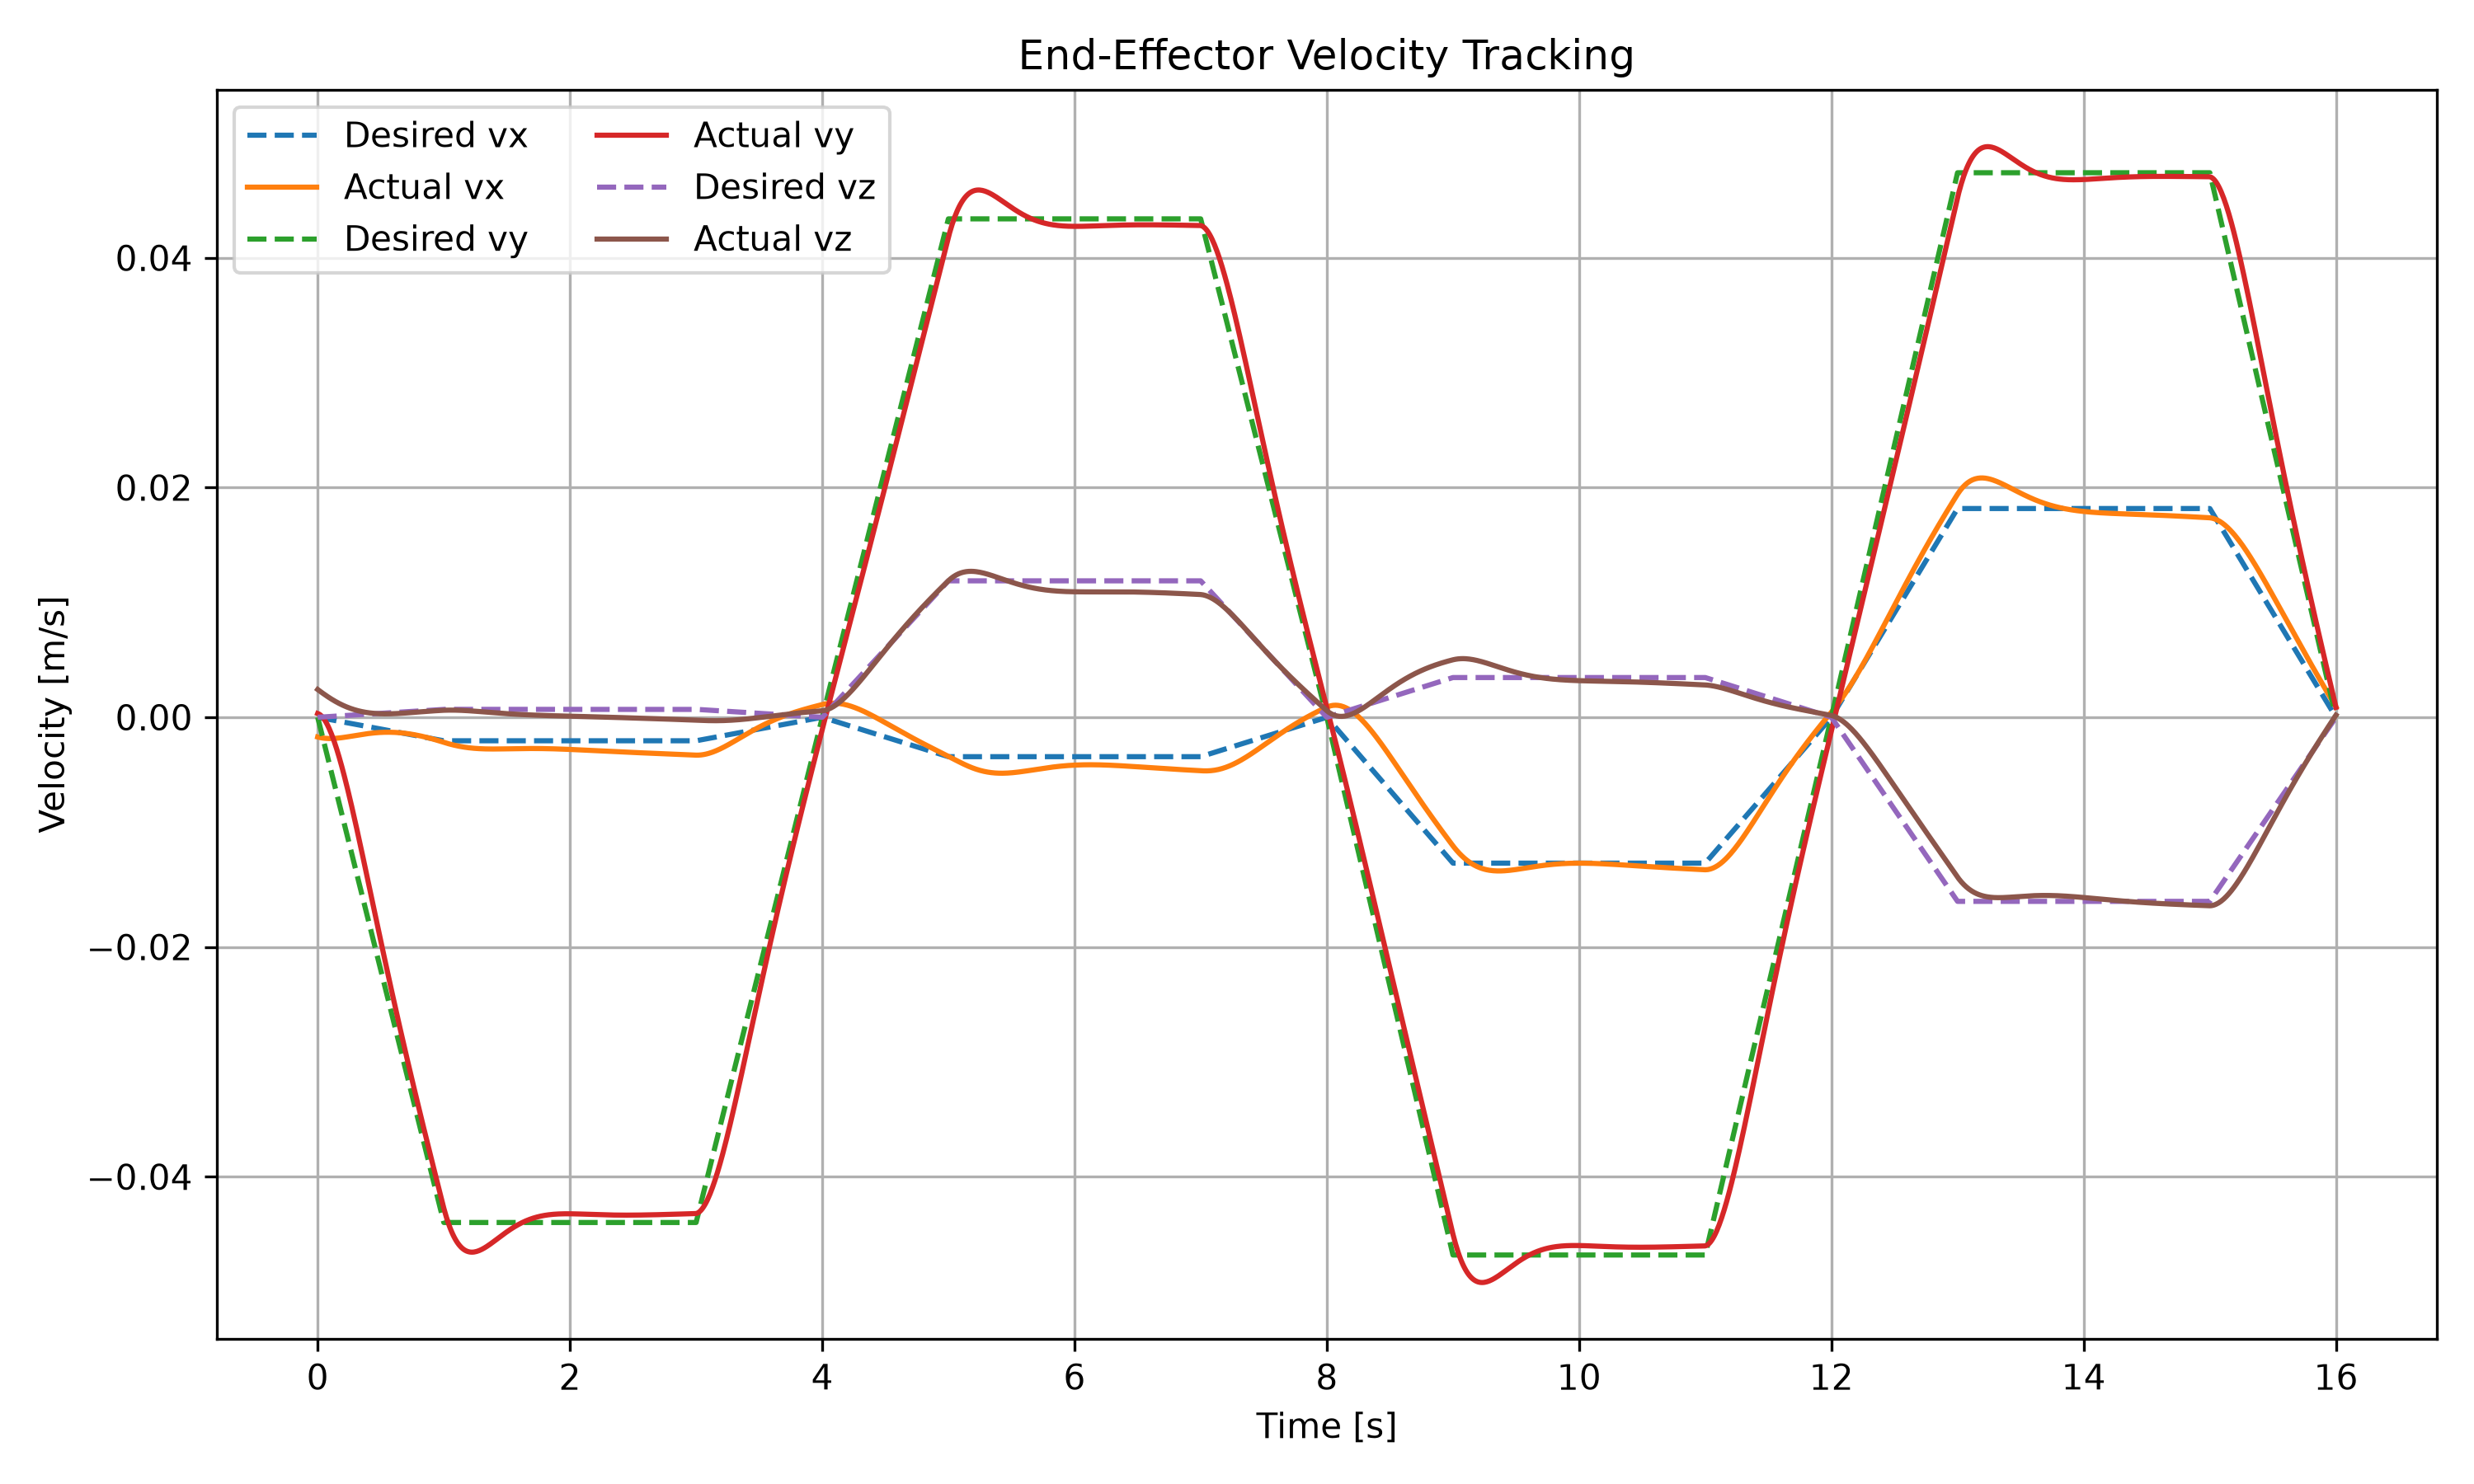 End-Effector Velocity Tracking
Desired vx
Actual vx
Desired vy
Actual vy
Desired vz
Actual vz
Velocity [m/s]
0.04
0.02
0.00
−0.02
−0.04
0 2 4 6 8 10 12 14 16
Time [s]